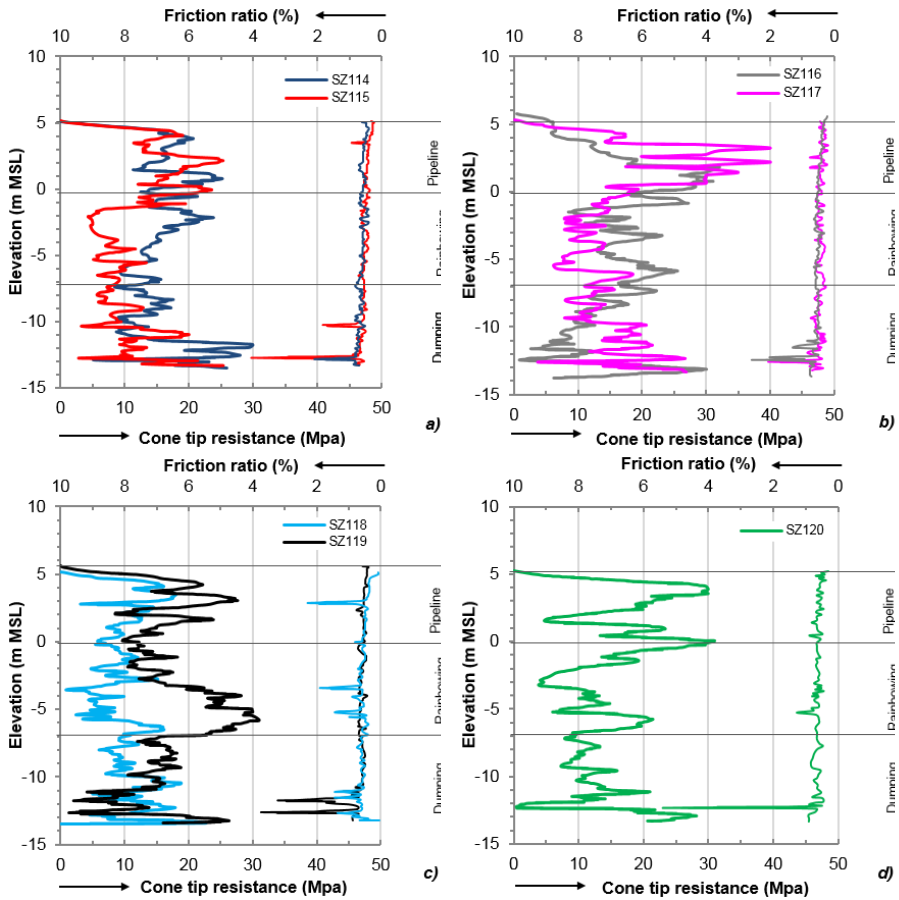 a)
Friction ratio (%)
10 8 6 4 2 0
10
5
0
-5
-10
-15
Elevation (m MSL)
SZ114
SZ115
Pipeline
Rainbowing
Dumping
0 10 20 30 40 50
Cone tip resistance (Mpa)
a)
b)
Friction ratio (%)
10 8 6 4 2 0
10
5
0
-5
-10
-15
Elevation (m MSL)
SZ116
SZ117
Pipeline
Rainbowing
Dumping
0 10 20 30 40 50
Cone tip resistance (Mpa)
b)
Friction ratio (%)
10 8 6 4 2 0
10
5
0
-5
-10
-15
Elevation (m MSL)
SZ118
SZ119
Pipeline
Rainbowing
Dumping
0 10 20 30 40 50
Cone tip resistance (Mpa)
c)
Friction ratio (%)
10 8 6 4 2 0
10
5
0
-5
-10
-15
Elevation (m MSL)
SZ120
Pipeline
Rainbowing
Dumping
0 10 20 30 40 50
Cone tip resistance (Mpa)
d)